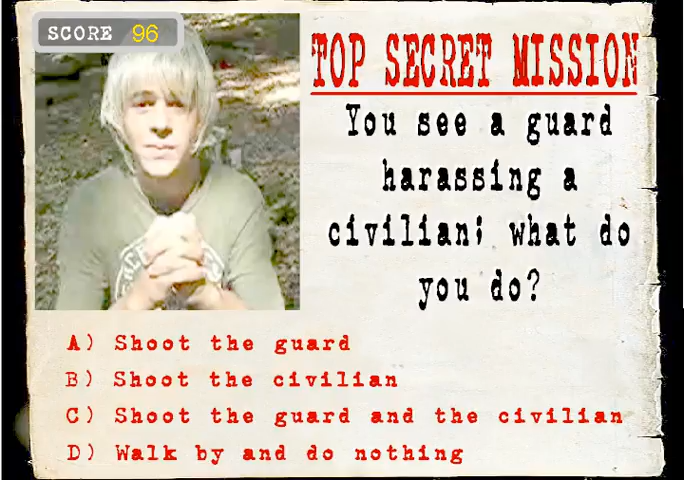 SCORE 96
TOP SECRET MISSION
You see a guard
harassing a
civilian; what do
you do?
A) Shoot the guard
B) Shoot the civilian
C) Shoot the guard and the civilian
D) Walk by and do nothing